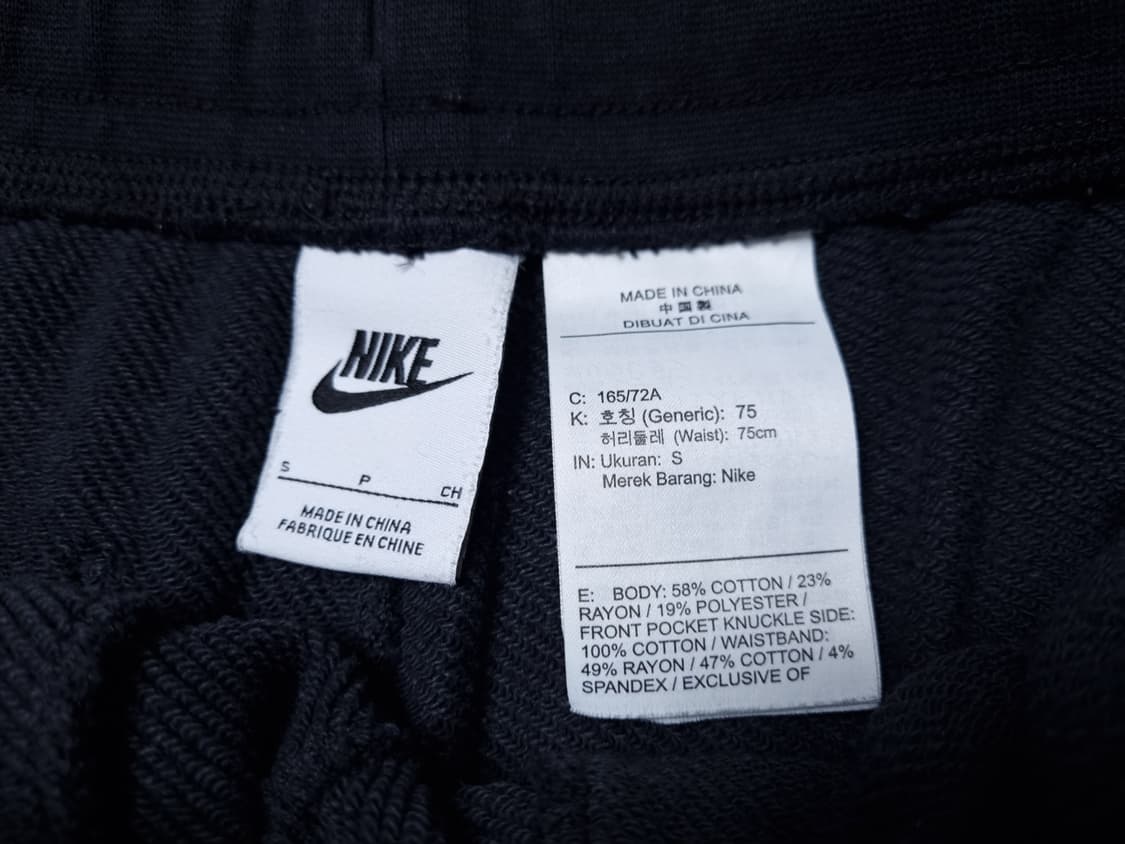 NIKE
S P CH
MADE IN CHINA
FABRIQUE EN CHINE
MADE IN CHINA
中国製
DIBUAT DI CINA
C: 165/72A
K: 호칭 (Generic): 75
허리둘레 (Waist): 75cm
IN: Ukuran: S
Merek Barang: Nike
E: BODY: 58% COTTON / 23%
RAYON / 19% POLYESTER /
FRONT POCKET KNUCKLE SIDE:
100% COTTON / WAISTBAND:
49% RAYON / 47% COTTON / 4%
SPANDEX / EXCLUSIVE OF